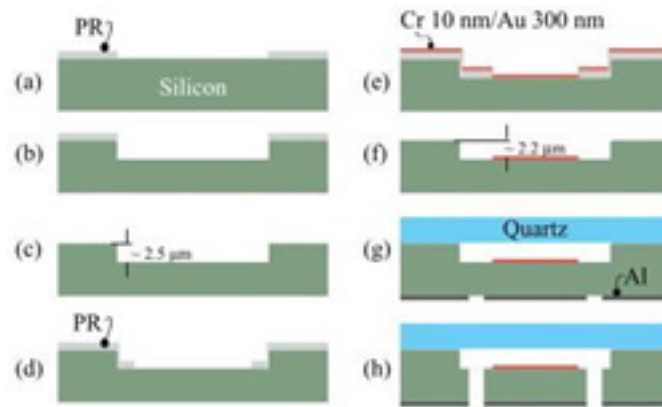 PR
(a)
Silicon
(b)
(c)
~ 2.5 μm
PR
(d)
Cr 10 nm/Au 300 nm
(e)
(f)
~ 2.2 μm
(g)
Quartz
Al
(h)